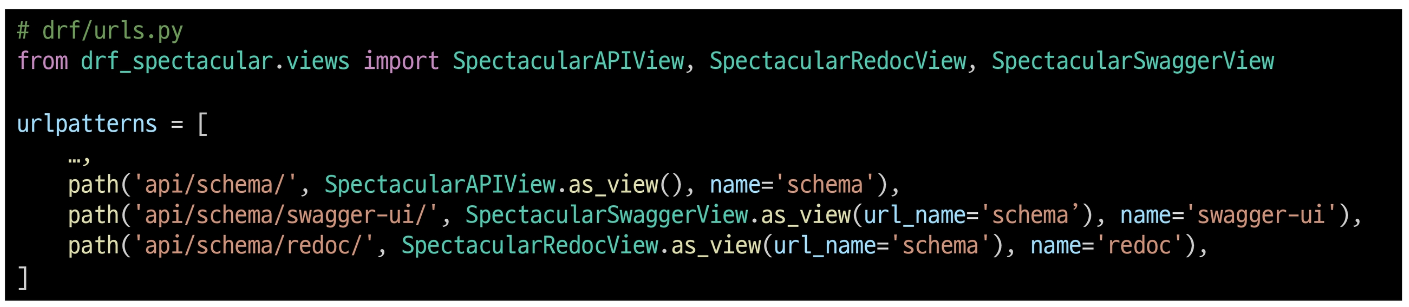 # drf/urls.py
from drf_spectacular.views import SpectacularAPIView, SpectacularRedocView, SpectacularSwaggerView

urlpatterns = [
    …,
    path('api/schema/', SpectacularAPIView.as_view(), name='schema'),
    path('api/schema/swagger-ui/', SpectacularSwaggerView.as_view(url_name='schema’), name='swagger-ui'),
    path('api/schema/redoc/', SpectacularRedocView.as_view(url_name='schema'), name='redoc'),
]